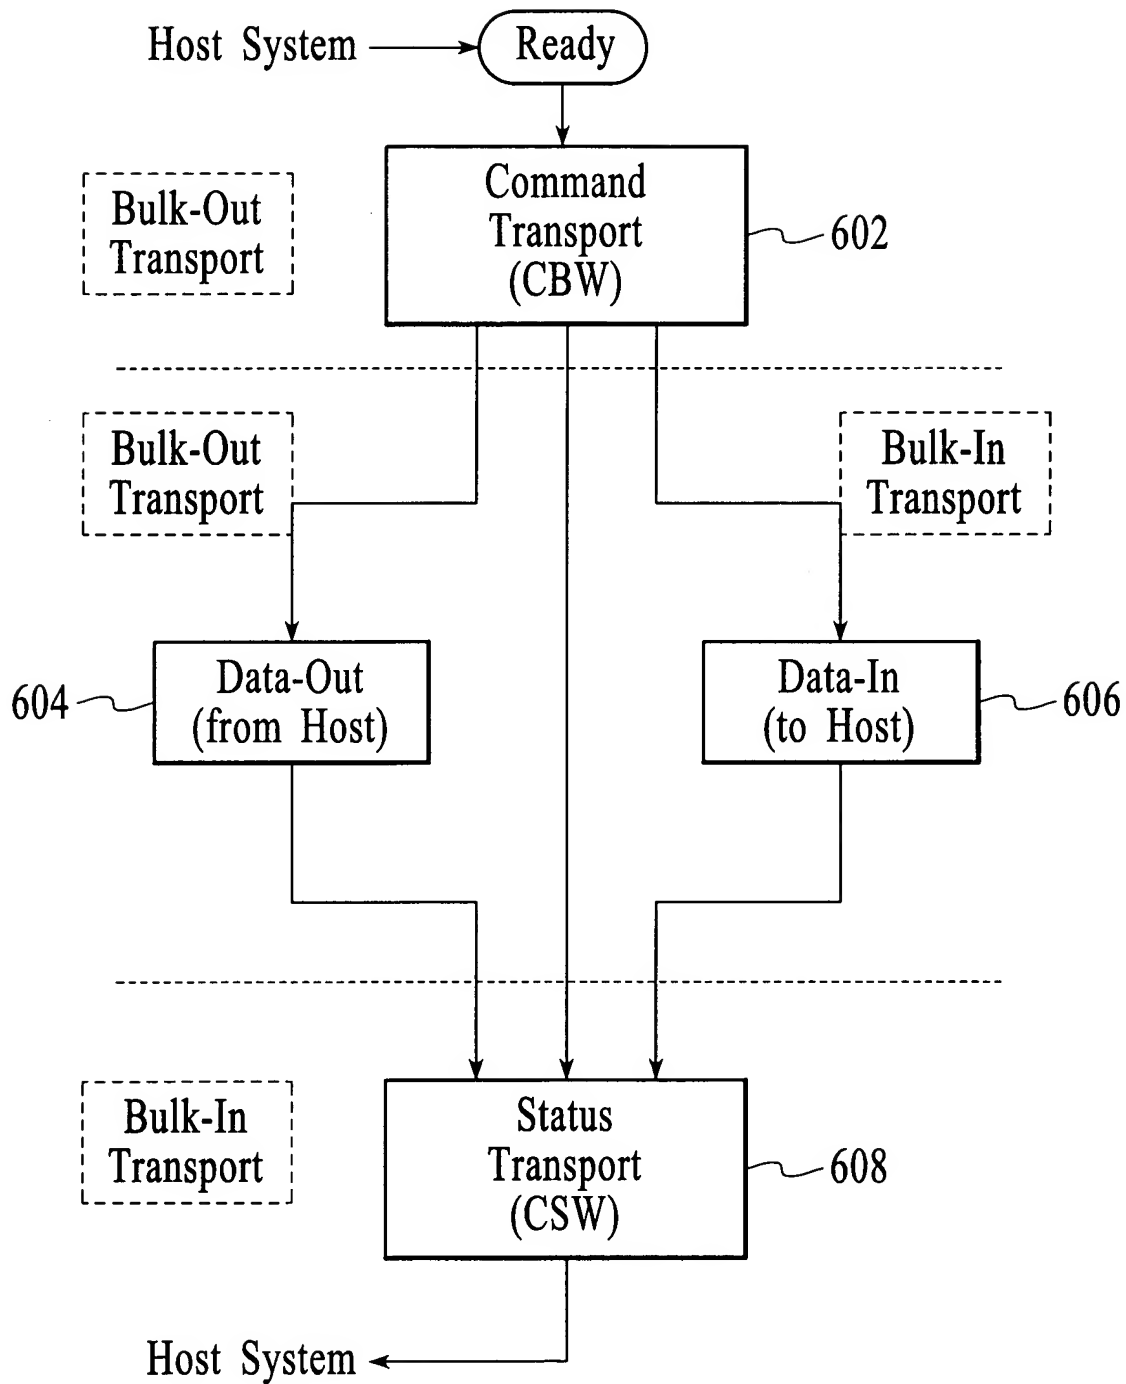 Host System
Ready
Command
Transport
(CBW)
602
Bulk-Out
Transport
Bulk-Out
Transport
Bulk-In
Transport
604
Data-Out
(from Host)
Data-In
(to Host)
606
Bulk-In
Transport
Status
Transport
(CSW)
608
Host System